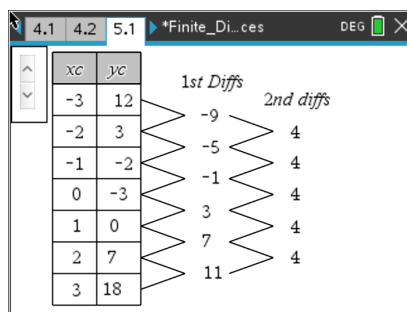 4.1 4.2 5.1 *Finite_Di...ces DEG
xc yc 1st Diffs 2nd diffs
-3 12
-9
-2 3 4
-5
-1 -2 4
-1
0 -3 4
3
1 0 4
7
2 7 4
11
3 18